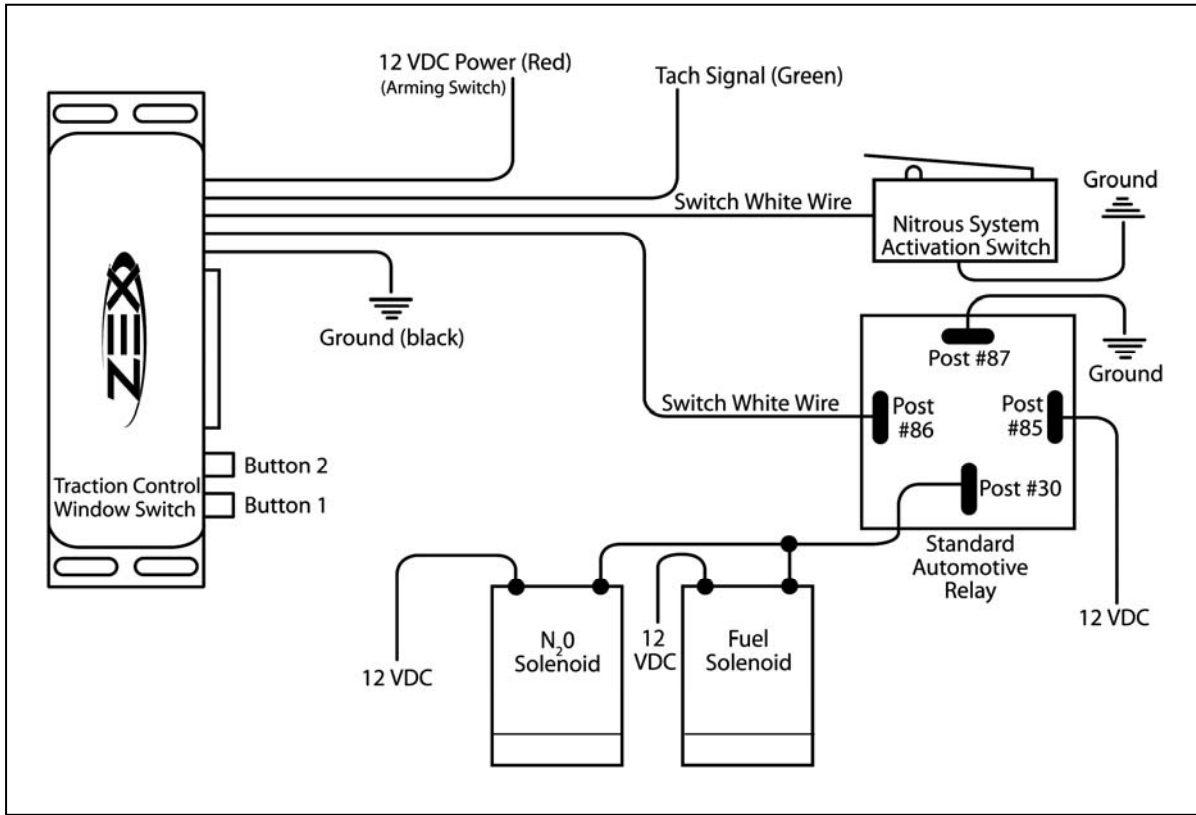 12 VDC Power (Red)
(Arming Switch)
Tach Signal (Green)
Switch White Wire
Nitrous System
Activation Switch
Ground
ZEX
Ground (black)
Post #87
Ground
Switch White Wire
Post
#86
Post
#85
Post #30
Button 2
Traction Control
Window Switch
Button 1
Standard
Automotive
Relay
12 VDC
N₂0
Solenoid
12
VDC
Fuel
Solenoid
12 VDC